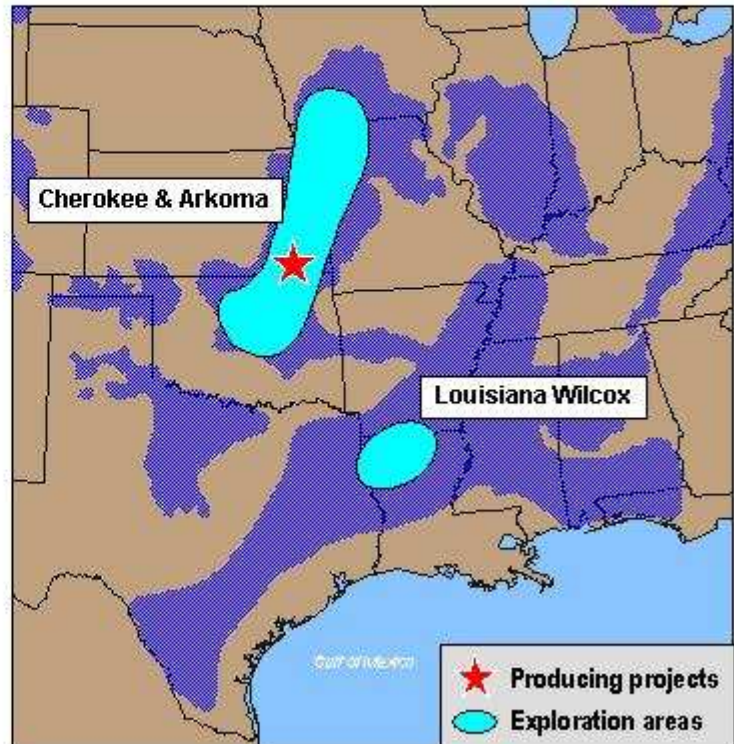 Cherokee & Arkoma
Louisiana Wilcox
Gulf of Mexico
Producing projects
Exploration areas